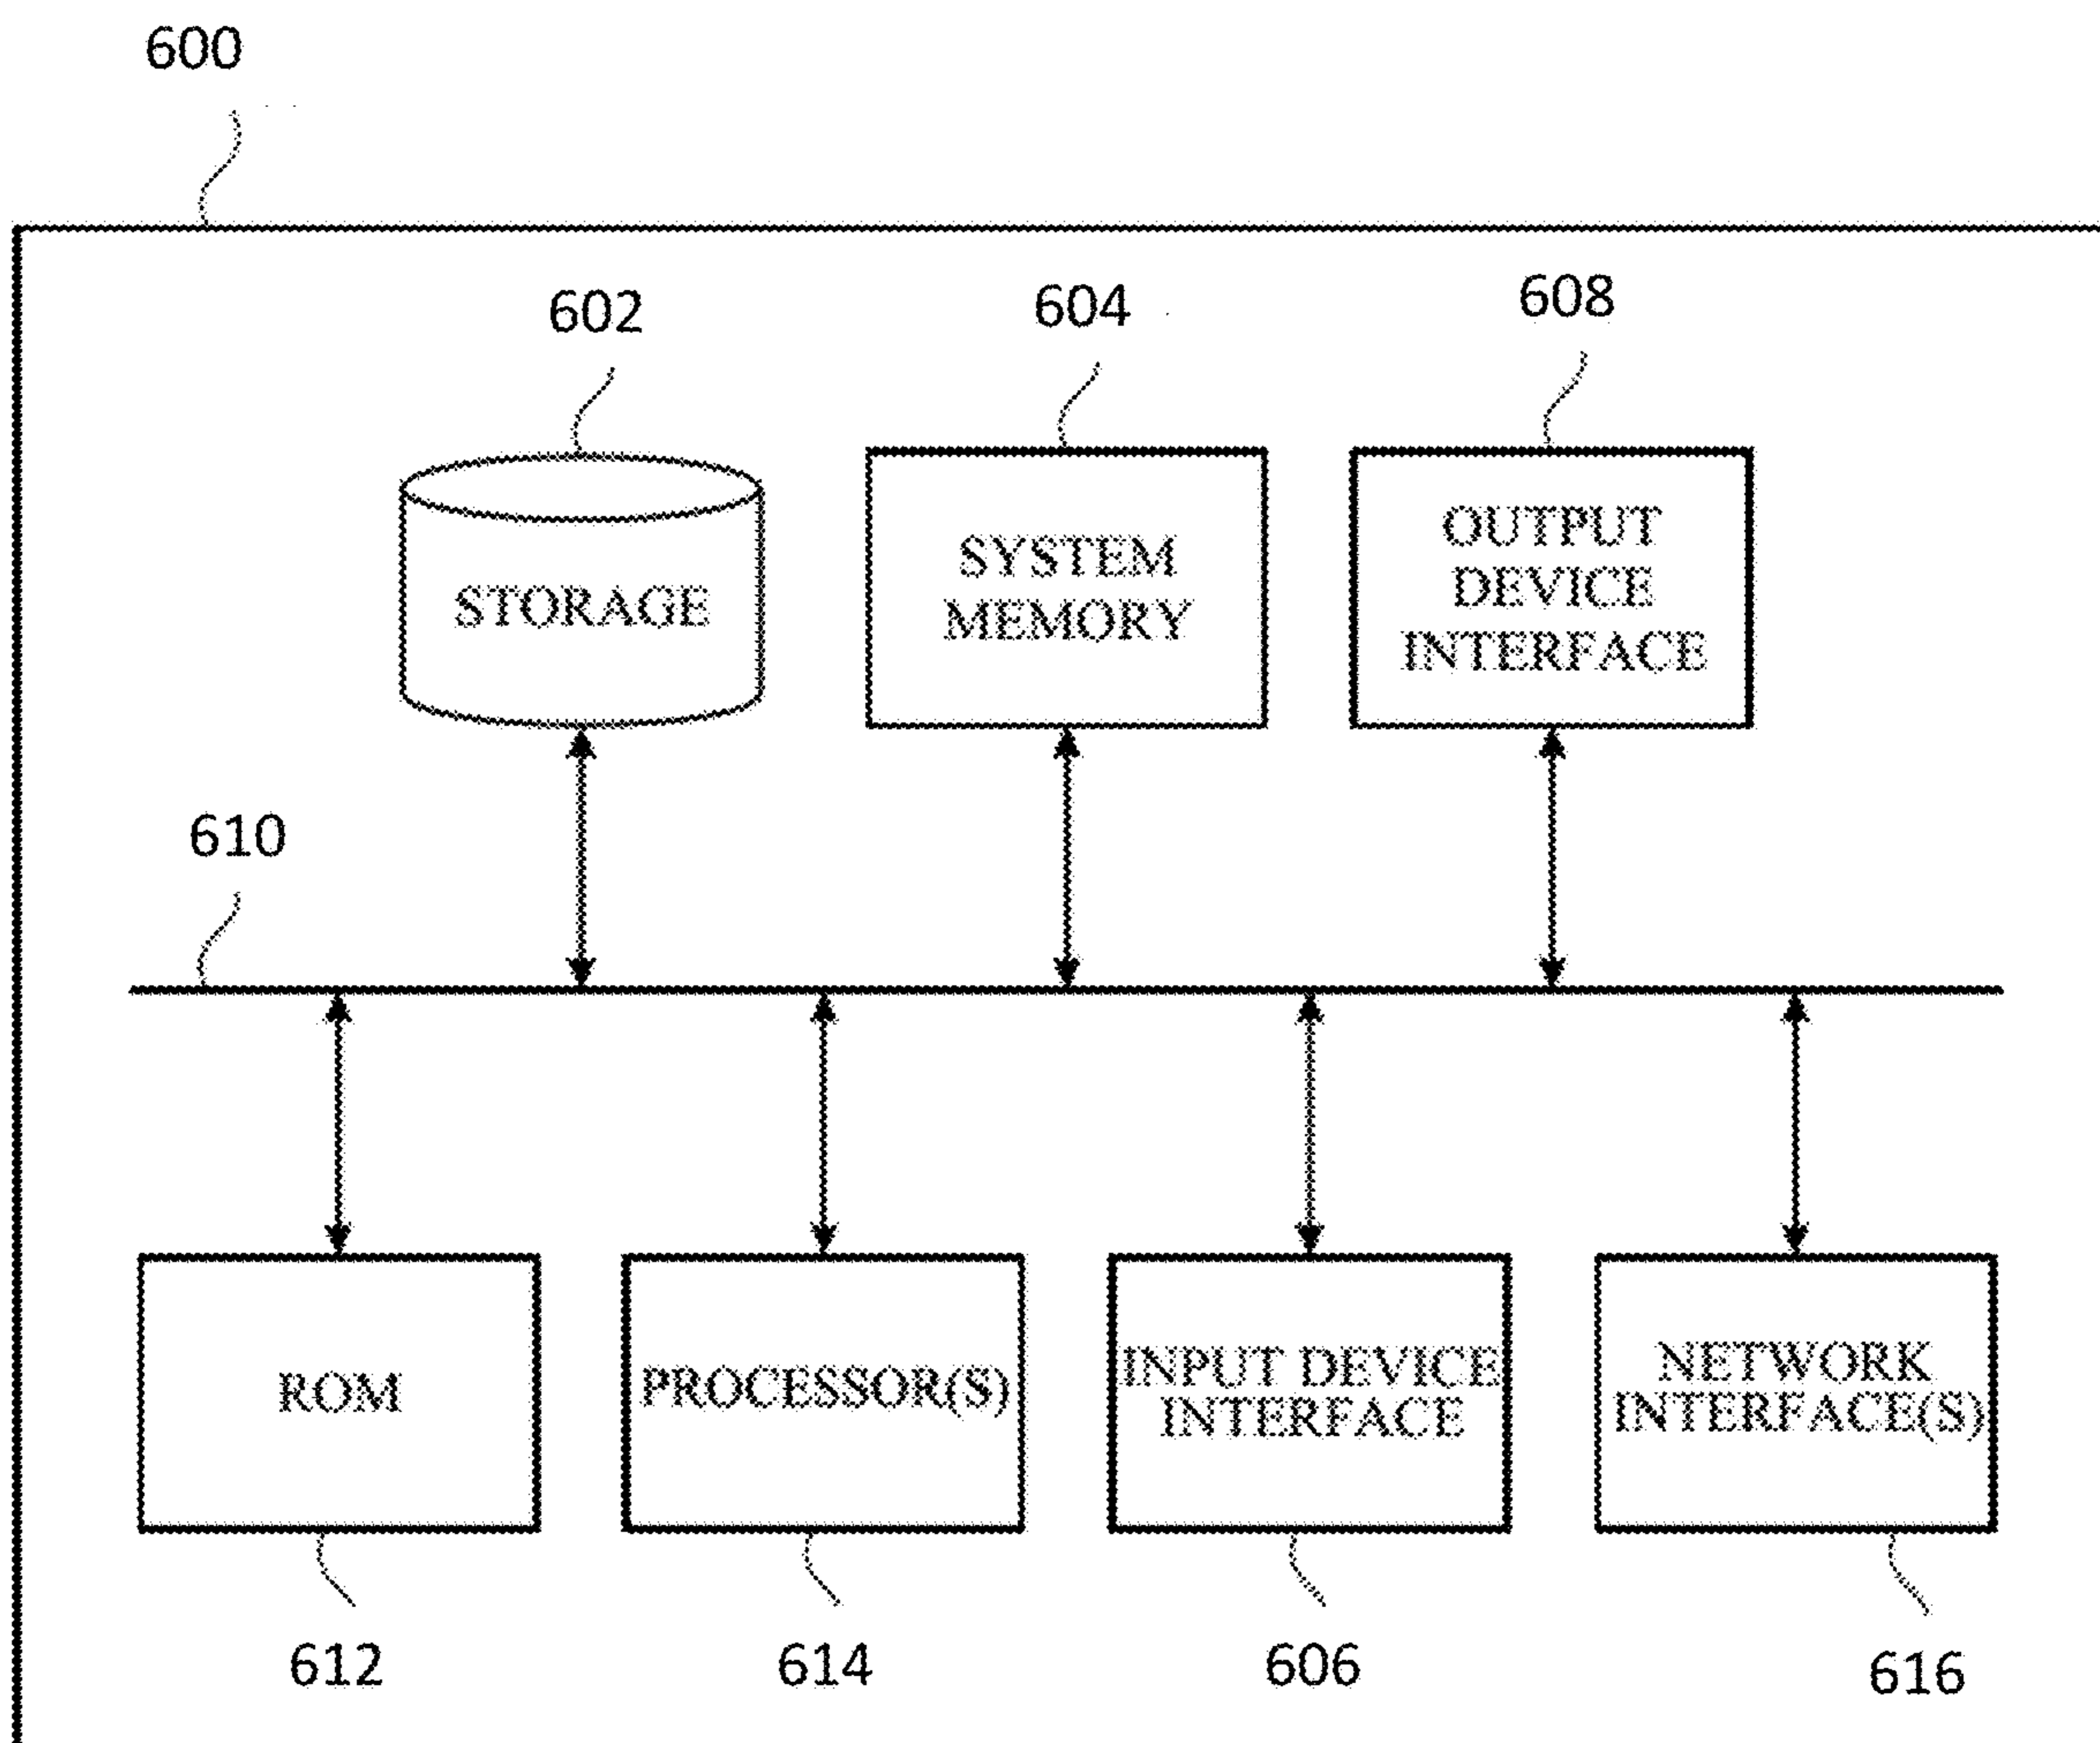 600
602
604
608
STORAGE
SYSTEM
MEMORY
OUTPUT
DEVICE
INTERFACE
610
ROM
PROCESSOR(S)
INPUT DEVICE
INTERFACE
NETWORK
INTERFACE(S)
612
614
606
616